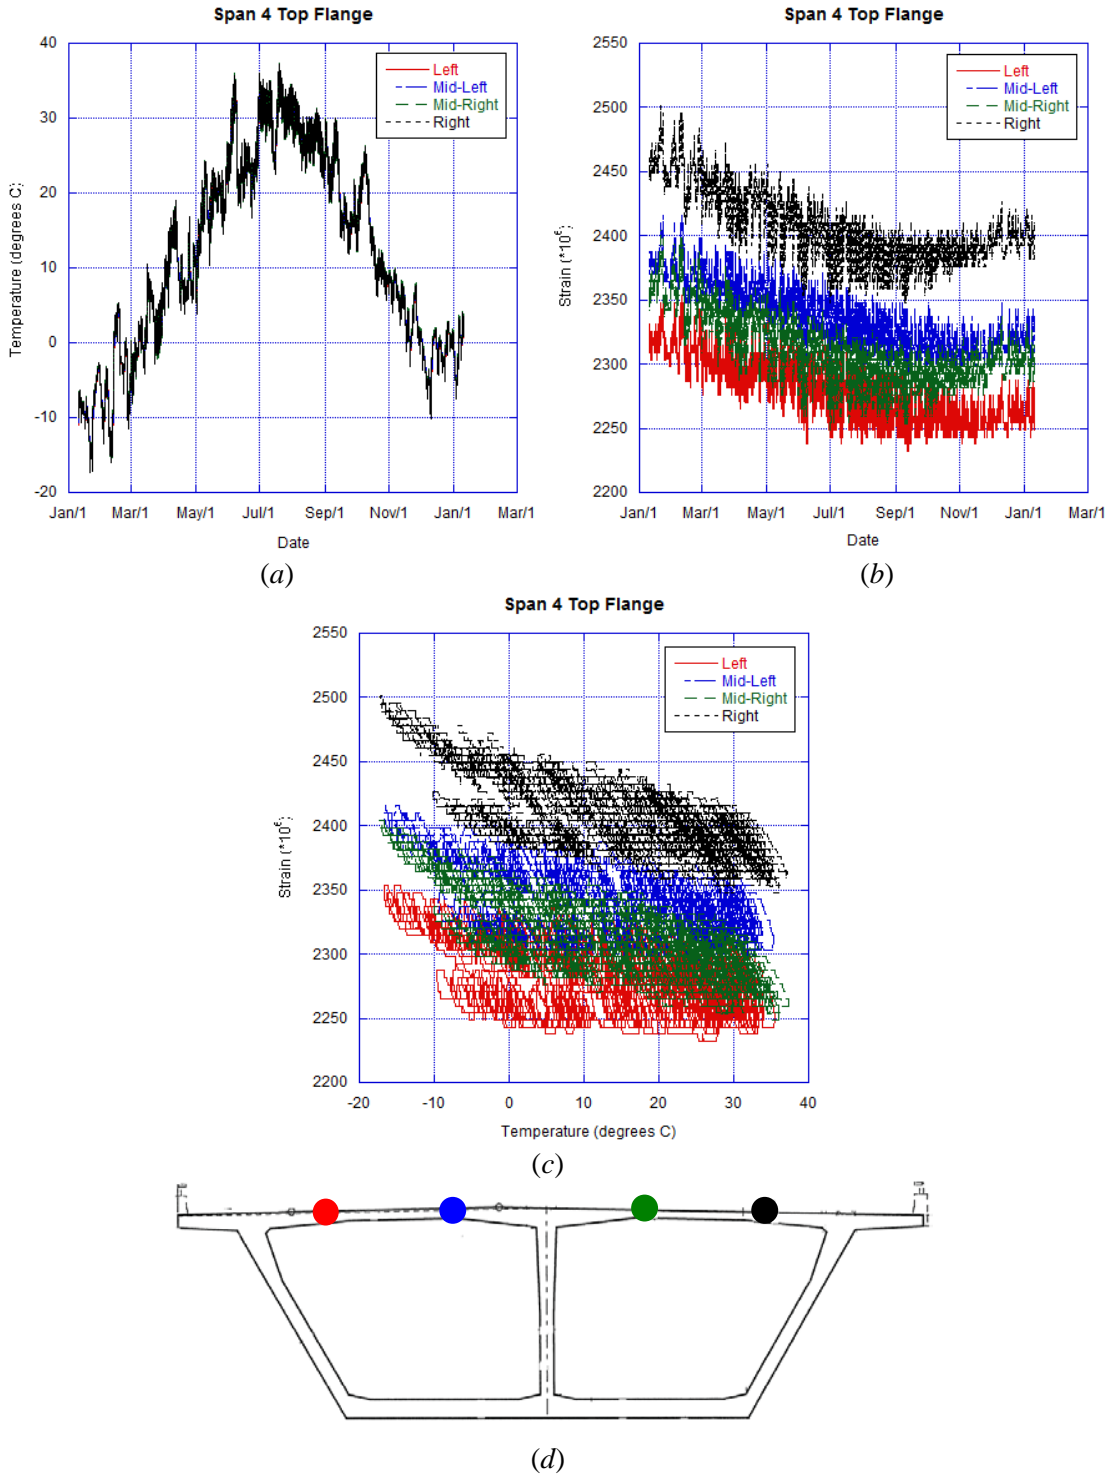 Span 4 Top Flange
40
30
20
10
0
-10
-20
Temperature (degrees C)
Left
Mid-Left
Mid-Right
Right
Jan/1 Mar/1 May/1 Jul/1 Sep/1 Nov/1 Jan/1 Mar/1
Date
(a)
Span 4 Top Flange
2550
2500
2450
2400
2350
2300
2250
2200
Strain (*10⁶)
Left
Mid-Left
Mid-Right
Right
Jan/1 Mar/1 May/1 Jul/1 Sep/1 Nov/1 Jan/1 Mar/1
Date
(b)
Span 4 Top Flange
2550
2500
2450
2400
2350
2300
2250
2200
Strain (*10⁶)
Left
Mid-Left
Mid-Right
Right
-20 -10 0 10 20 30 40
Temperature (degrees C)
(c)
(d)